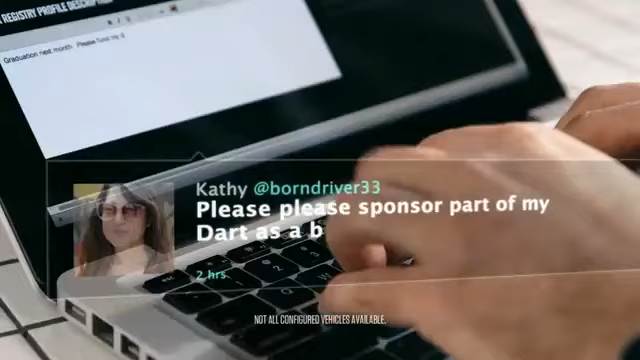 REGISTRY PROFILE DESCRIPTION
Graduation next month. Please fund my d
Kathy @borndriver33
Please please sponsor part of my
Dart as a b
2 hrs
NOT ALL CONFIGURED VEHICLES AVAILABLE.